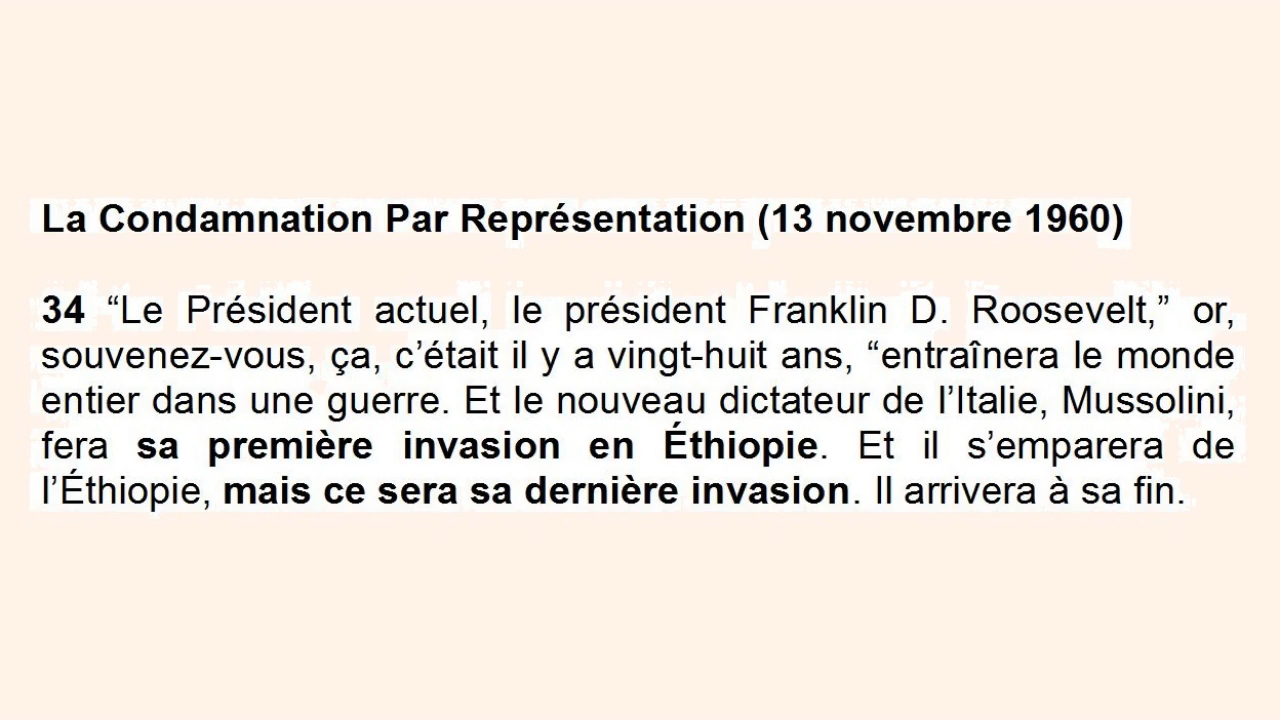 La Condamnation Par Représentation (13 novembre 1960)
34 “Le Président actuel, le président Franklin D. Roosevelt,” or,
souvenez-vous, ça, c’était il y a vingt-huit ans, “entraînera le monde
entier dans une guerre. Et le nouveau dictateur de l’Italie, Mussolini,
fera sa première invasion en Éthiopie. Et il s’emparera de
l’Éthiopie, mais ce sera sa dernière invasion. Il arrivera à sa fin.